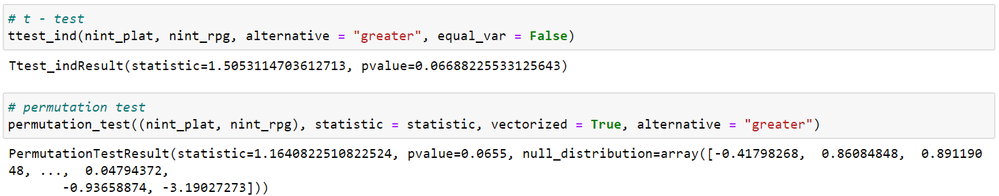 # t - test
ttest_ind(nint_plat, nint_rpg, alternative = "greater", equal_var = False)
Ttest_indResult(statistic=1.5053114703612713, pvalue=0.06688225533125643)
# permutation test
permutation_test((nint_plat, nint_rpg), statistic = statistic, vectorized = True, alternative = "greater")
PermutationTestResult(statistic=1.1640822510822524, pvalue=0.0655, null_distribution=array([-0.41798268,  0.86084848,  0.891190
48, ...,  0.04794372,
       -0.93658874, -3.19027273]))